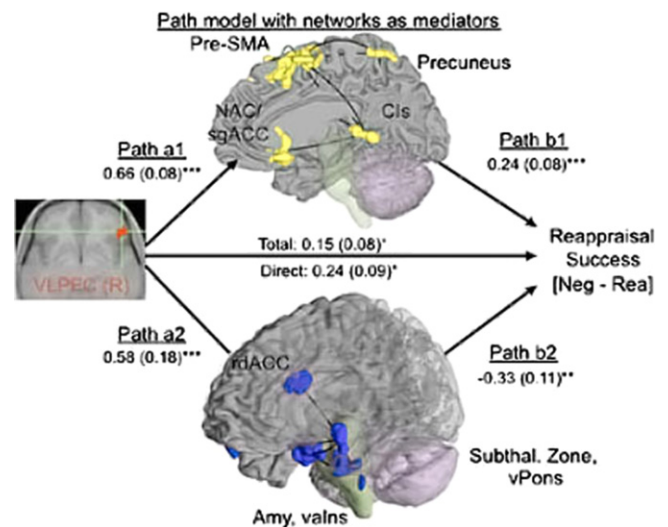 Path model with networks as mediators
Pre-SMA
Precuneus
NAC/
sgACC
CIs
Path a1
0.66 (0.08)***
Path b1
0.24 (0.08)***
Total: 0.15 (0.08)*
Direct: 0.24 (0.09)*
VLPFC (R)
Reappraisal
Success
[Neg - Rea]
Path a2
0.58 (0.18)***
rdACC
Path b2
-0.33 (0.11)**
Subthal. Zone,
vPons
Amy, vaIns